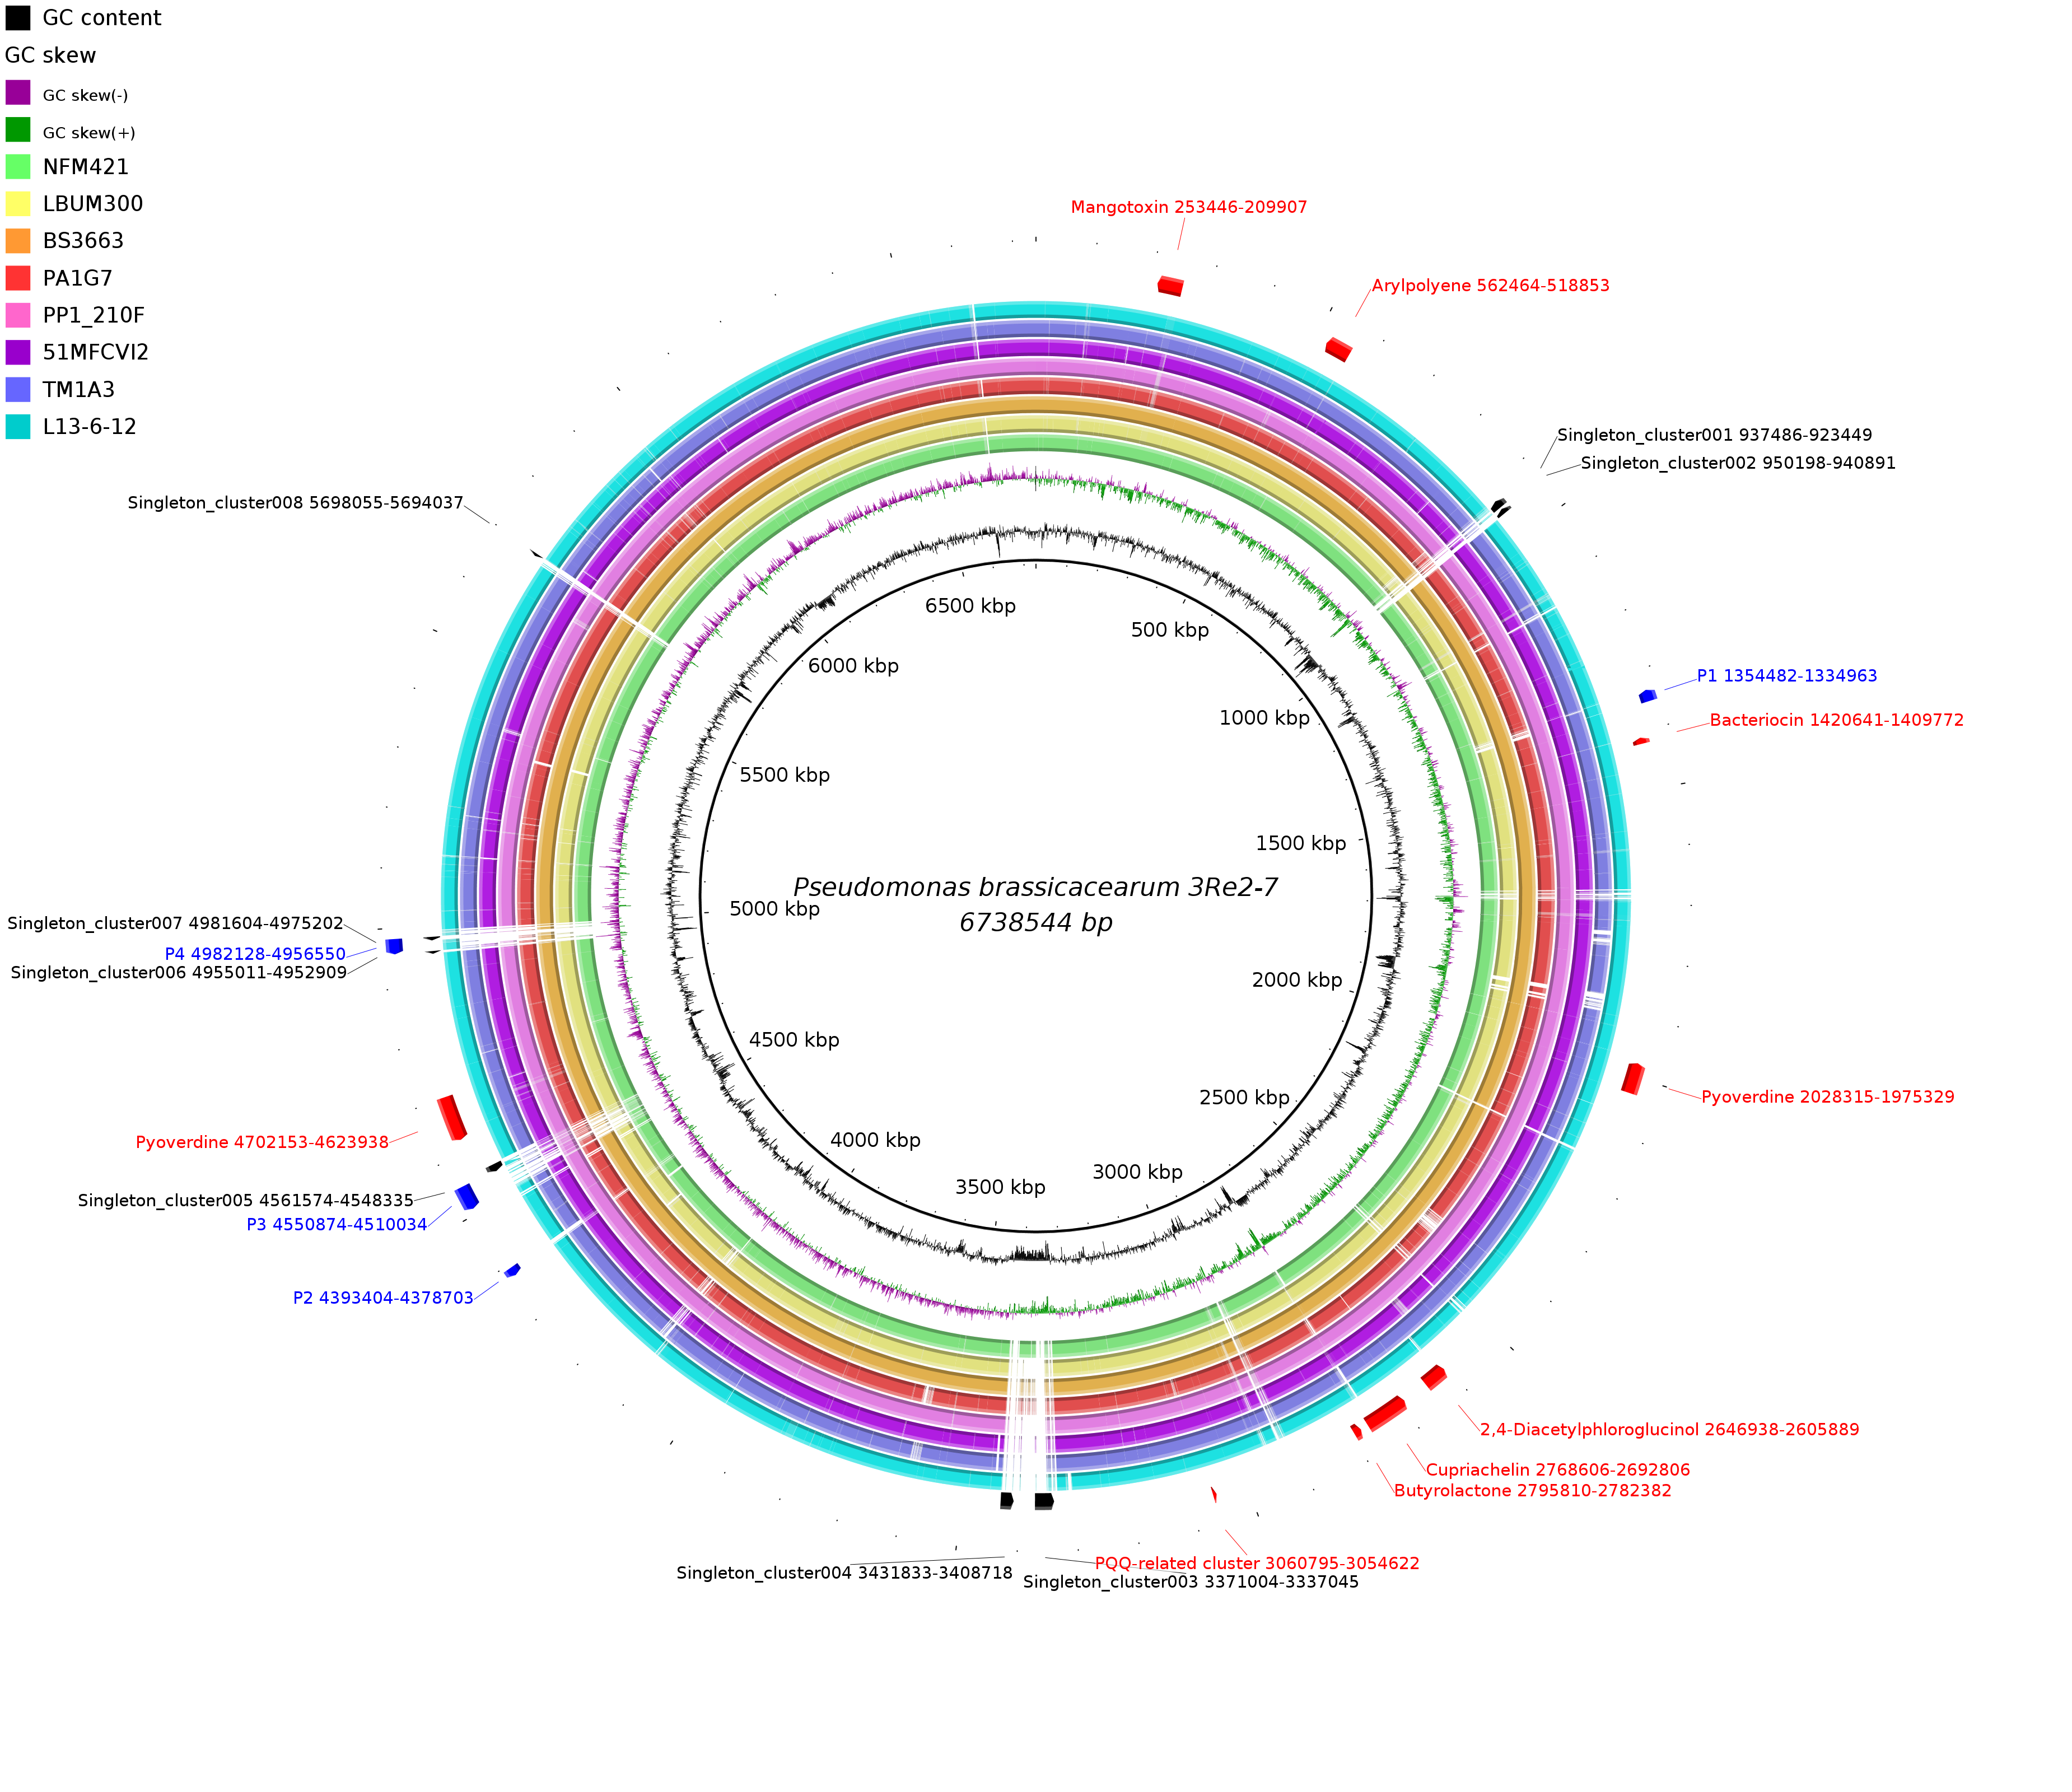 GC content
GC skew
GC skew(-)
GC skew(+)
NFM421
LBUM300
BS3663
PA1G7
PP1_210F
51MFCVI2
TM1A3
L13-6-12
Mangotoxin 253446-209907
Arylpolyene 562464-518853
Singleton_cluster001 937486-923449
Singleton_cluster002 950198-940891
P1 1354482-1334963
Bacteriocin 1420641-1409772
Pyoverdine 2028315-1975329
2,4-Diacetylphloroglucinol 2646938-2605889
Cupriachelin 2768606-2692806
Butyrolactone 2795810-2782382
PQQ-related cluster 3060795-3054622
Singleton_cluster003 3371004-3337045
Singleton_cluster004 3431833-3408718
P2 4393404-4378703
P3 4550874-4510034
Singleton_cluster005 4561574-4548335
Pyoverdine 4702153-4623938
Singleton_cluster006 4955011-4952909
P4 4982128-4956550
Singleton_cluster007 4981604-4975202
Singleton_cluster008 5698055-5694037
500 kbp
1000 kbp
1500 kbp
2000 kbp
2500 kbp
3000 kbp
3500 kbp
4000 kbp
4500 kbp
5000 kbp
5500 kbp
6000 kbp
6500 kbp
Pseudomonas brassicacearum 3Re2-7
6738544 bp